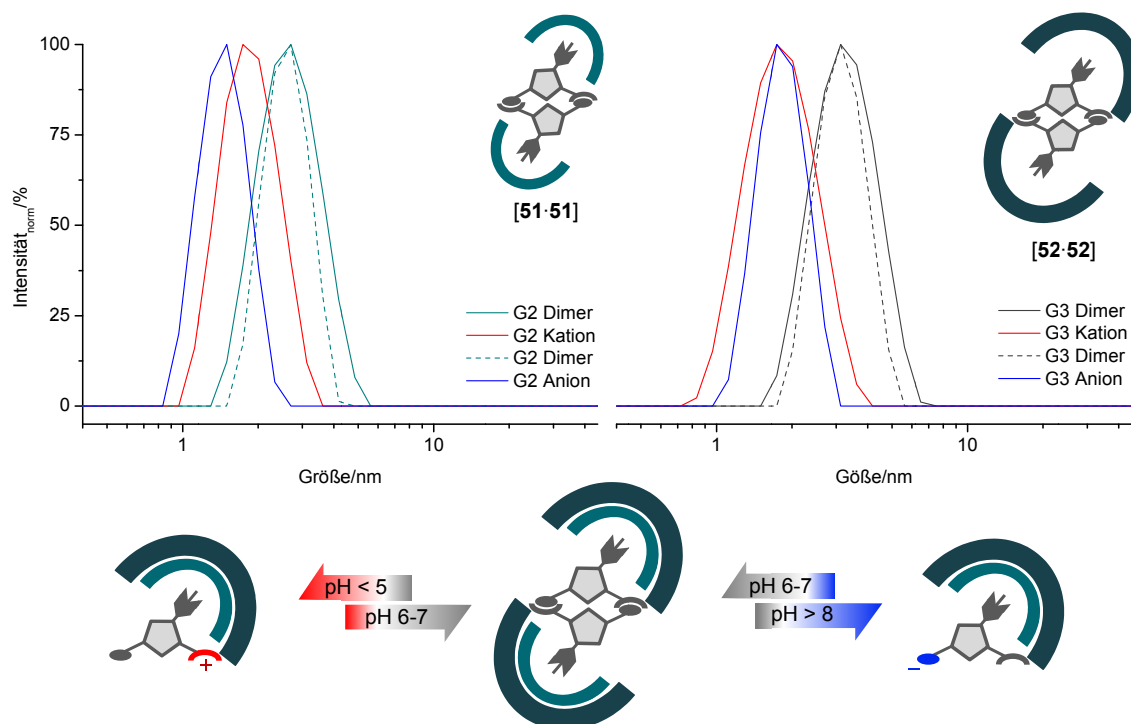 100
75
50
25
0
Intensität norm/%
1
10
Größe/nm
[51·51]
G2 Dimer
G2 Kation
G2 Dimer
G2 Anion
1
10
Göße/nm
[52·52]
G3 Dimer
G3 Kation
G3 Dimer
G3 Anion
pH < 5
pH 6-7
pH 6-7
pH > 8
+
−